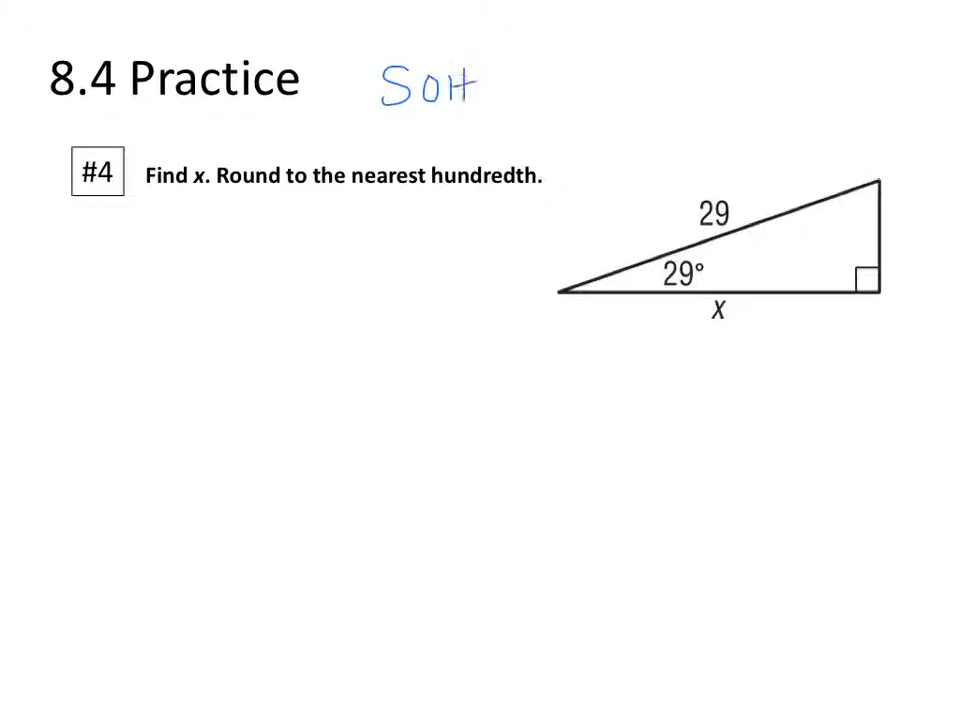 8.4 Practice SOH
#4 Find x. Round to the nearest hundredth.
29
29°
x